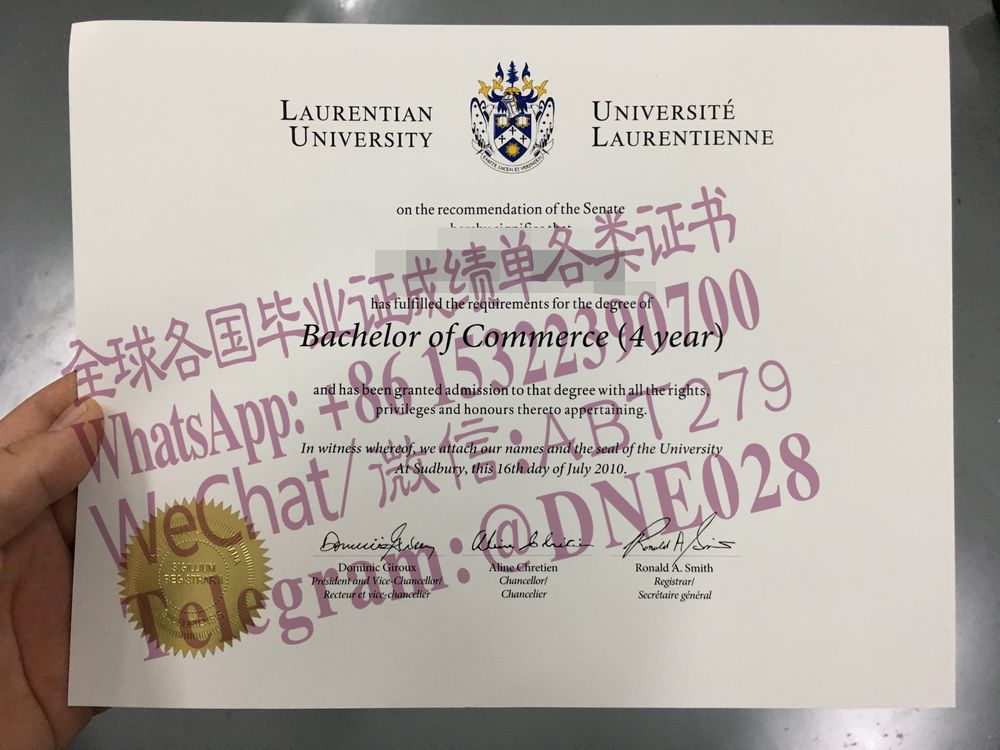 LAURENTIAN
UNIVERSITY
UNIVERSITÉ
LAURENTIENNE
on the recommendation of the Senate
has fulfilled the requirements for the degree of
Bachelor of Commerce (4 year)
and has been granted admission to that degree with all the rights,
privileges and honours thereto appertaining.
In witness whereof, we attach our names and the seal of the University
At Sudbury, this 16th day of July 2010.
Dominic Giroux
President and Vice-Chancellor/
Recteur et vice-chancelier
Aline Chretien
Chancellor/
Chancelier
Ronald A. Smith
Registrar/
Secrétaire général
SIGILLIUM
全球各国毕业证成绩单各类证书
WhatsApp: +86 15322390700
WeChat/微信:ABT279
Telegram:@DNE028